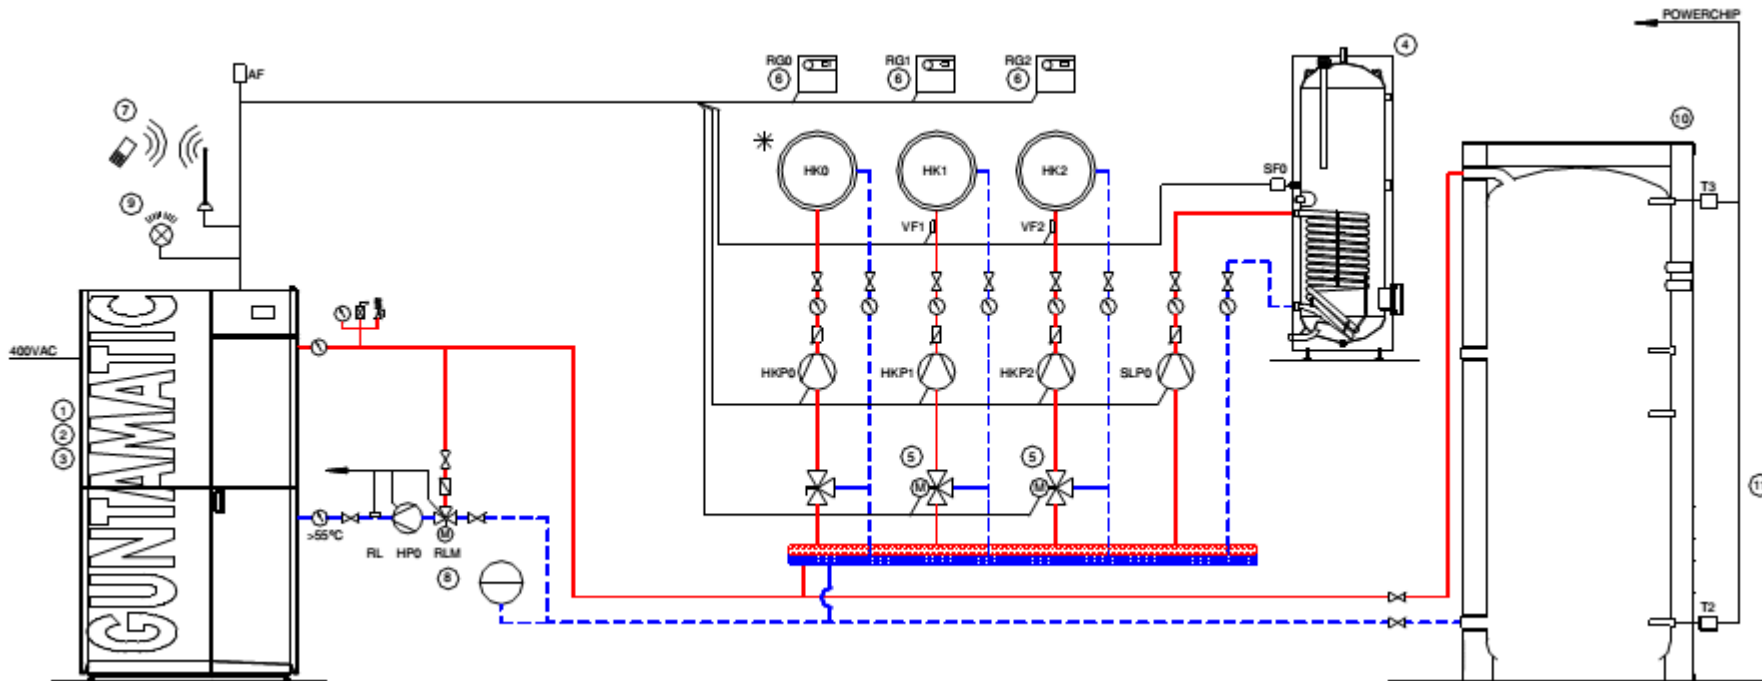 POWERCHIP
RG0
RG1
RG2
6
6
6
4
AF
7
10
HK0
HK1
HK2
SF0
T3
9
VF1
VF2
GUNTAMATIC
400VAC
HKP0
HKP1
HKP2
SLP0
1
2
3
5
5
M
M
11
>55°C
RL
HP0
RLM
M
8
T2